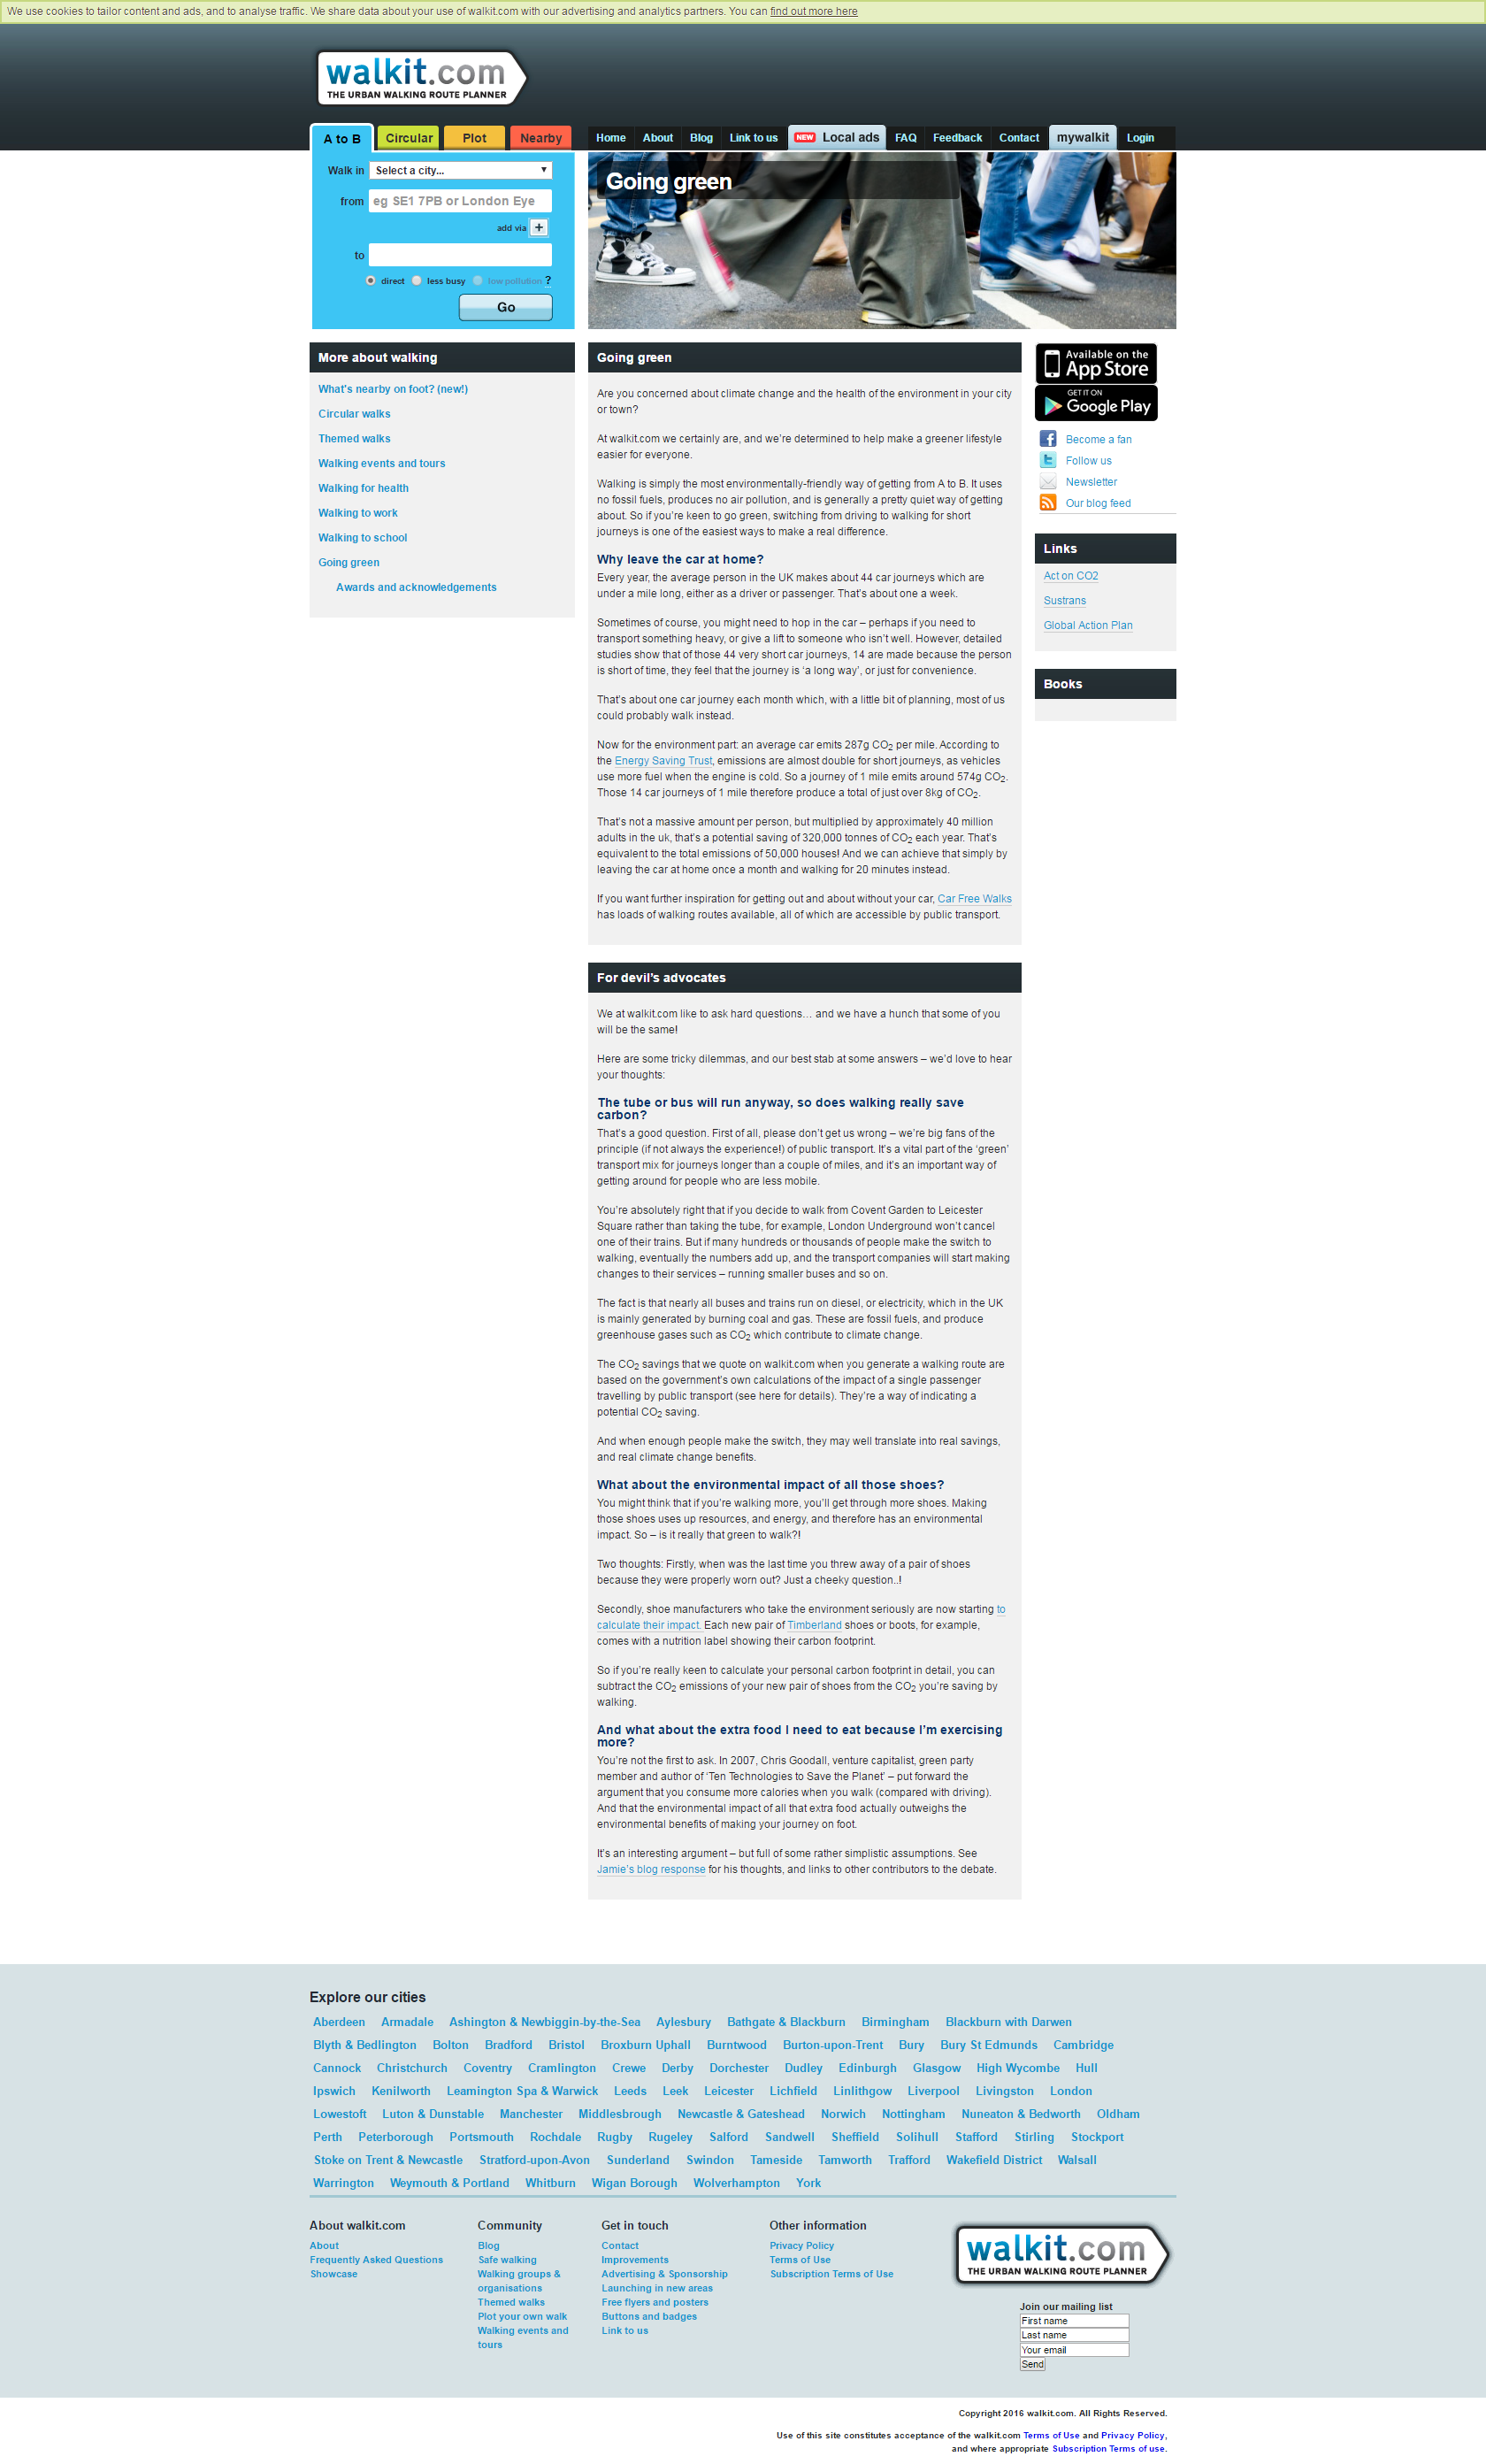 We use cookies to tailor content and ads, and to analyse traffic. We share data about your use of walkit.com with our advertising and analytics partners. You can find out more here
walkit.com
THE URBAN WALKING ROUTE PLANNER
A to B Circular Plot Nearby
Home About Blog Link to us NEW Local ads FAQ Feedback Contact mywalkit Login
Walk in Select a city...
from eg SE1 7PB or London Eye
add via +
to
direct less busy low pollution ?
Go
Going green
More about walking
What's nearby on foot? (new!)
Circular walks
Themed walks
Walking events and tours
Walking for health
Walking to work
Walking to school
Going green
Awards and acknowledgements
Going green
Are you concerned about climate change and the health of the environment in your city
or town?
At walkit.com we certainly are, and we're determined to help make a greener lifestyle
easier for everyone.
Walking is simply the most environmentally-friendly way of getting from A to B. It uses
no fossil fuels, produces no air pollution, and is generally a pretty quiet way of getting
about. So if you're keen to go green, switching from driving to walking for short
journeys is one of the easiest ways to make a real difference.
Why leave the car at home?
Every year, the average person in the UK makes about 44 car journeys which are
under a mile long, either as a driver or passenger. That's about one a week.
Sometimes of course, you might need to hop in the car – perhaps if you need to
transport something heavy, or give a lift to someone who isn't well. However, detailed
studies show that of those 44 very short car journeys, 14 are made because the person
is short of time, they feel that the journey is 'a long way', or just for convenience.
That's about one car journey each month which, with a little bit of planning, most of us
could probably walk instead.
Now for the environment part: an average car emits 287g CO2 per mile. According to
the Energy Saving Trust, emissions are almost double for short journeys, as vehicles
use more fuel when the engine is cold. So a journey of 1 mile emits around 574g CO2.
Those 14 car journeys of 1 mile therefore produce a total of just over 8kg of CO2.
That's not a massive amount per person, but multiplied by approximately 40 million
adults in the uk, that's a potential saving of 320,000 tonnes of CO2 each year. That's
equivalent to the total emissions of 50,000 houses! And we can achieve that simply by
leaving the car at home once a month and walking for 20 minutes instead.
If you want further inspiration for getting out and about without your car, Car Free Walks
has loads of walking routes available, all of which are accessible by public transport.
Available on the
App Store
GET IT ON
Google Play
Become a fan
Follow us
Newsletter
Our blog feed
Links
Act on CO2
Sustrans
Global Action Plan
Books
For devil's advocates
We at walkit.com like to ask hard questions… and we have a hunch that some of you
will be the same!
Here are some tricky dilemmas, and our best stab at some answers – we'd love to hear
your thoughts:
The tube or bus will run anyway, so does walking really save
carbon?
That's a good question. First of all, please don't get us wrong – we're big fans of the
principle (if not always the experience!) of public transport. It's a vital part of the 'green'
transport mix for journeys longer than a couple of miles, and it's an important way of
getting around for people who are less mobile.
You're absolutely right that if you decide to walk from Covent Garden to Leicester
Square rather than taking the tube, for example, London Underground won't cancel
one of their trains. But if many hundreds or thousands of people make the switch to
walking, eventually the numbers add up, and the transport companies will start making
changes to their services – running smaller buses and so on.
The fact is that nearly all buses and trains run on diesel, or electricity, which in the UK
is mainly generated by burning coal and gas. These are fossil fuels, and produce
greenhouse gases such as CO2 which contribute to climate change.
The CO2 savings that we quote on walkit.com when you generate a walking route are
based on the government's own calculations of the impact of a single passenger
travelling by public transport (see here for details). They're a way of indicating a
potential CO2 saving.
And when enough people make the switch, they may well translate into real savings,
and real climate change benefits.
What about the environmental impact of all those shoes?
You might think that if you're walking more, you'll get through more shoes. Making
those shoes uses up resources, and energy, and therefore has an environmental
impact. So – is it really that green to walk?!
Two thoughts: Firstly, when was the last time you threw away of a pair of shoes
because they were properly worn out? Just a cheeky question..!
Secondly, shoe manufacturers who take the environment seriously are now starting to
calculate their impact. Each new pair of Timberland shoes or boots, for example,
comes with a nutrition label showing their carbon footprint.
So if you're really keen to calculate your personal carbon footprint in detail, you can
subtract the CO2 emissions of your new pair of shoes from the CO2 you're saving by
walking.
And what about the extra food I need to eat because I'm exercising
more?
You're not the first to ask. In 2007, Chris Goodall, venture capitalist, green party
member and author of 'Ten Technologies to Save the Planet' – put forward the
argument that you consume more calories when you walk (compared with driving).
And that the environmental impact of all that extra food actually outweighs the
environmental benefits of making your journey on foot.
It's an interesting argument – but full of some rather simplistic assumptions. See
Jamie's blog response for his thoughts, and links to other contributors to the debate.
Explore our cities
Aberdeen Armadale Ashington & Newbiggin-by-the-Sea Aylesbury Bathgate & Blackburn Birmingham Blackburn with Darwen
Blyth & Bedlington Bolton Bradford Bristol Broxburn Uphall Burntwood Burton-upon-Trent Bury Bury St Edmunds Cambridge
Cannock Christchurch Coventry Cramlington Crewe Derby Dorchester Dudley Edinburgh Glasgow High Wycombe Hull
Ipswich Kenilworth Leamington Spa & Warwick Leeds Leek Leicester Lichfield Linlithgow Liverpool Livingston London
Lowestoft Luton & Dunstable Manchester Middlesbrough Newcastle & Gateshead Norwich Nottingham Nuneaton & Bedworth Oldham
Perth Peterborough Portsmouth Rochdale Rugby Rugeley Salford Sandwell Sheffield Solihull Stafford Stirling Stockport
Stoke on Trent & Newcastle Stratford-upon-Avon Sunderland Swindon Tameside Tamworth Trafford Wakefield District Walsall
Warrington Weymouth & Portland Whitburn Wigan Borough Wolverhampton York
About walkit.com
About
Frequently Asked Questions
Showcase
Community
Blog
Safe walking
Walking groups &
organisations
Themed walks
Plot your own walk
Walking events and
tours
Get in touch
Contact
Improvements
Advertising & Sponsorship
Launching in new areas
Free flyers and posters
Buttons and badges
Link to us
Other information
Privacy Policy
Terms of Use
Subscription Terms of Use
walkit.com
THE URBAN WALKING ROUTE PLANNER
Join our mailing list
First name
Last name
Your email
Send
Copyright 2016 walkit.com. All Rights Reserved.
Use of this site constitutes acceptance of the walkit.com Terms of Use and Privacy Policy,
and where appropriate Subscription Terms of use.